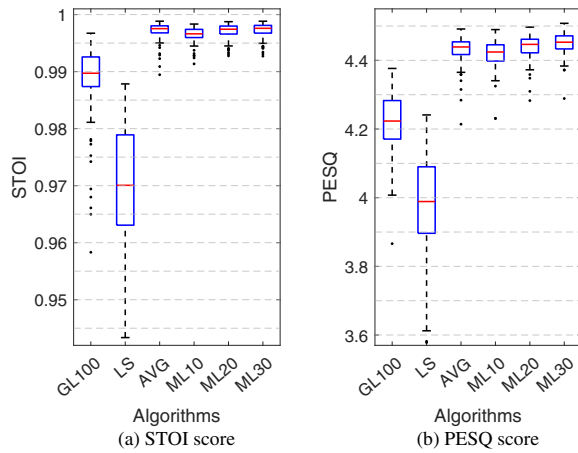 1
0.99
0.98
0.97
0.96
0.95
STOI
GL100
LS
AVG
ML10
ML20
ML30
Algorithms
(a) STOI score
4.4
4.2
4
3.8
3.6
PESQ
GL100
LS
AVG
ML10
ML20
ML30
Algorithms
(b) PESQ score